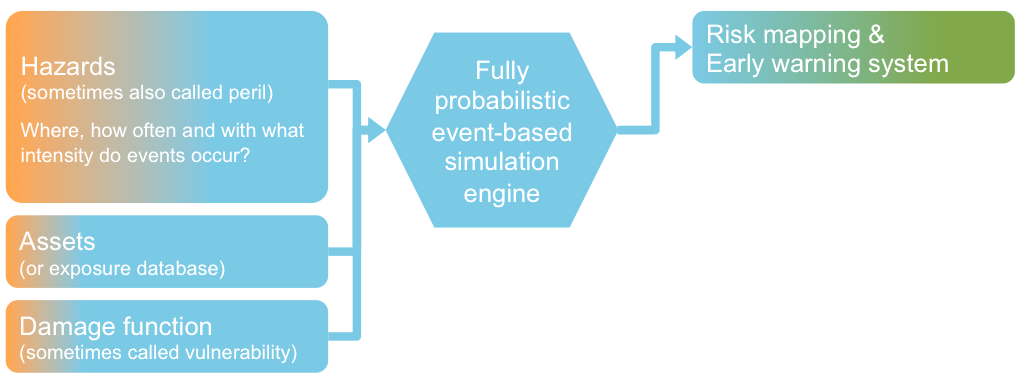 Hazards
(sometimes also called peril)
Where, how often and with what
intensity do events occur?
Assets
(or exposure database)
Damage function
(sometimes called vulnerability)
Fully
probabilistic
event-based
simulation
engine
Risk mapping &
Early warning system